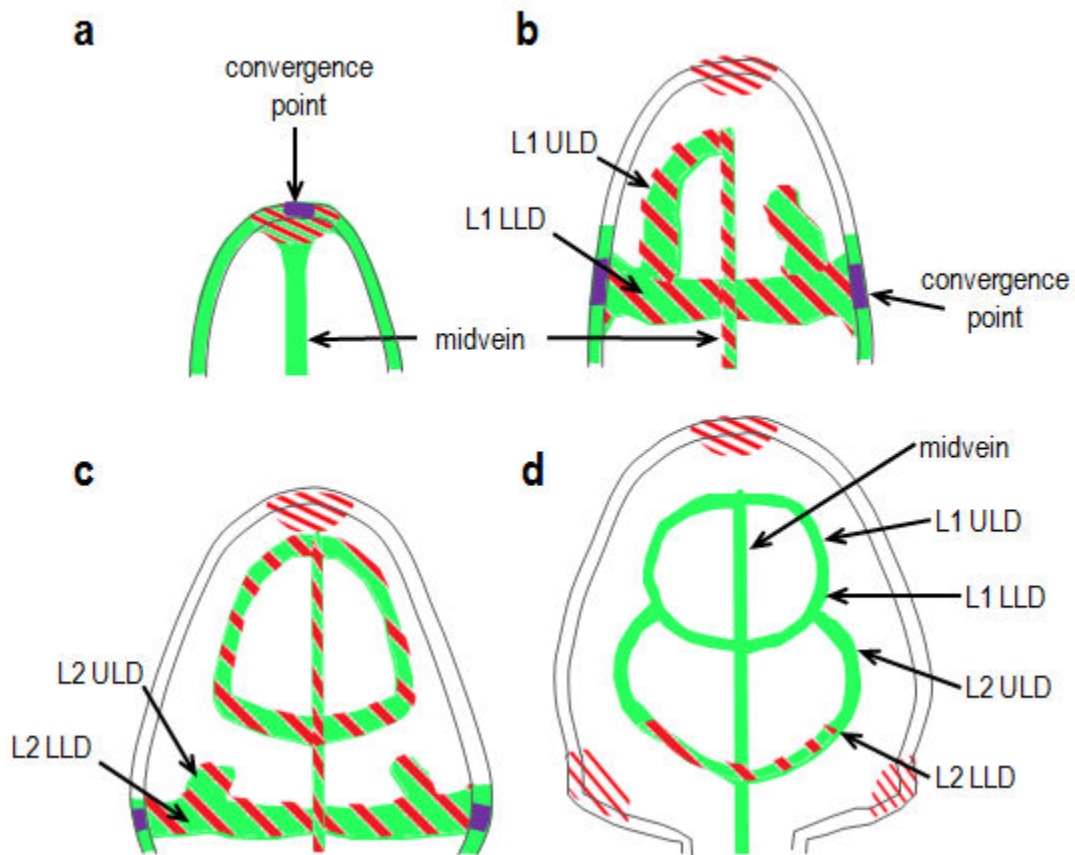 a
convergence
point
midvein
b
L1 ULD
L1 LLD
convergence
point
c
L2 ULD
L2 LLD
d
midvein
L1 ULD
L1 LLD
L2 ULD
L2 LLD